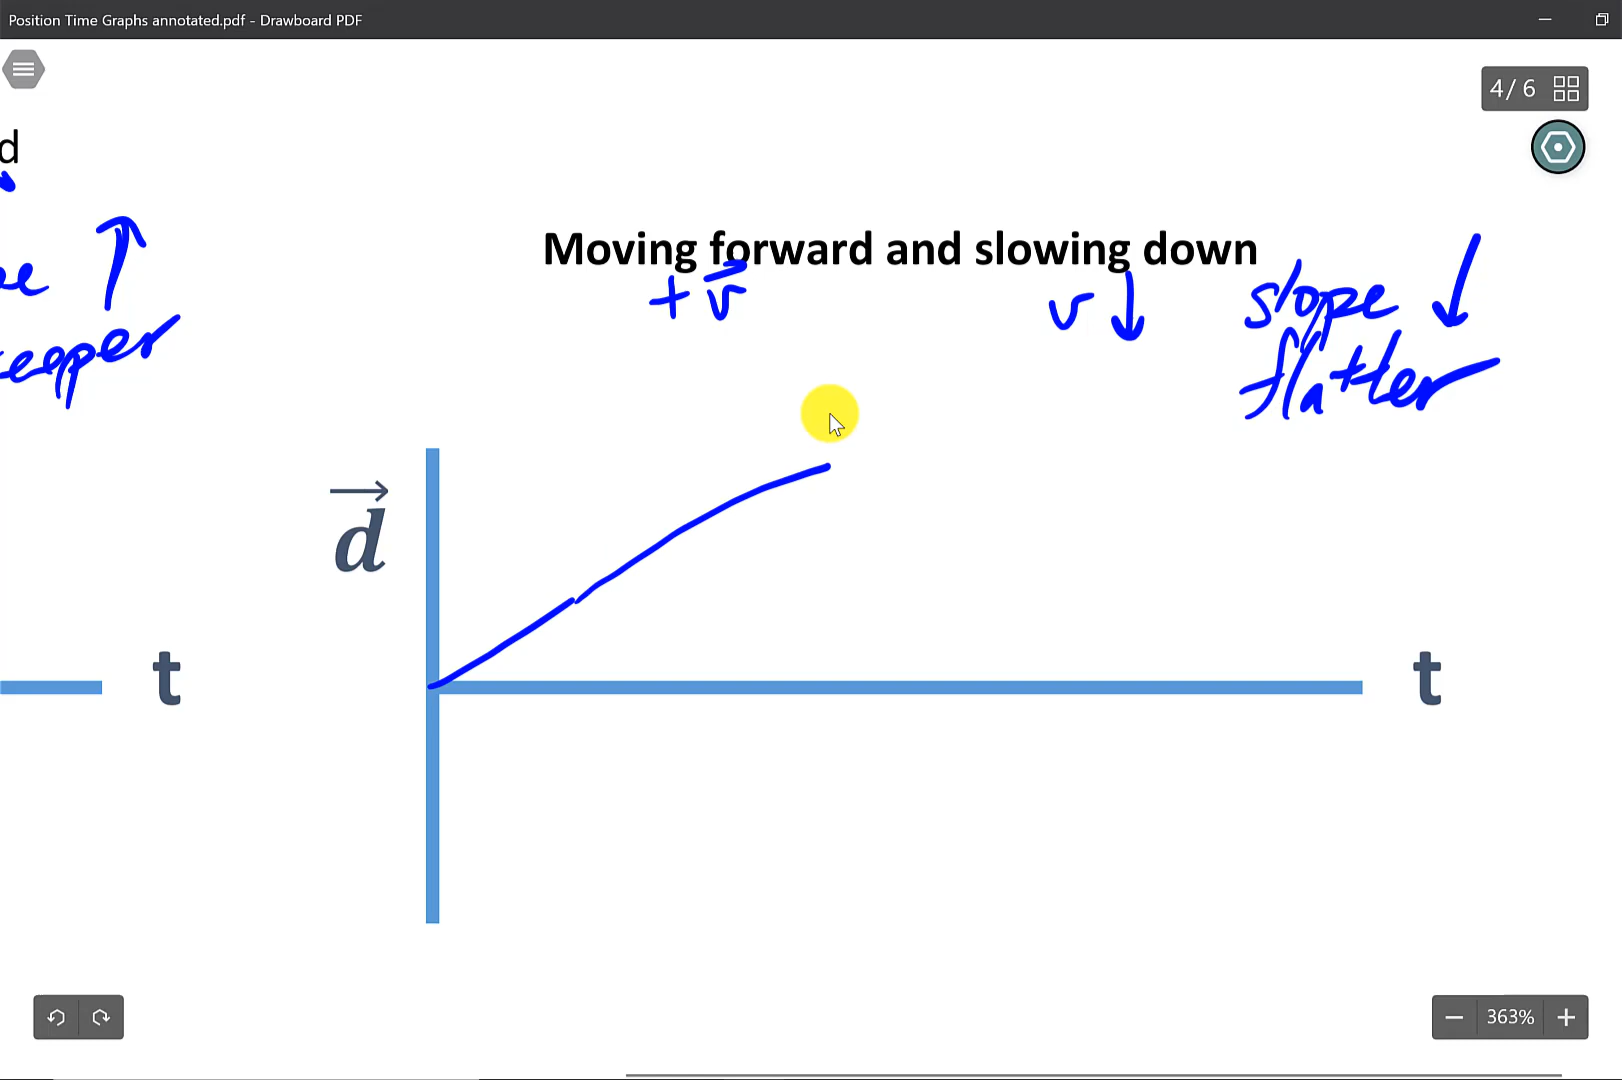 Position Time Graphs annotated.pdf - Drawboard PDF
4/ 6
d
Moving forward and slowing down
+ v
v ↓
slope ↓
flatter
d
t
t
363%